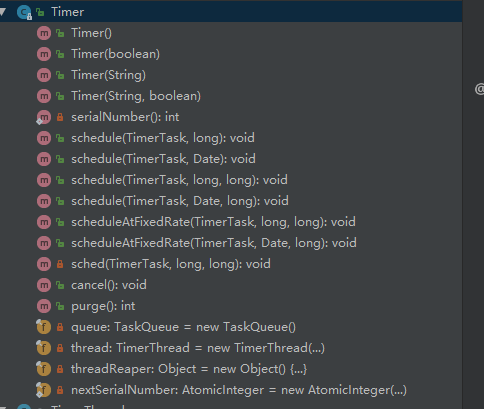 Timer
Timer()
Timer(boolean)
Timer(String)
Timer(String, boolean)
serialNumber(): int
schedule(TimerTask, long): void
schedule(TimerTask, Date): void
schedule(TimerTask, long, long): void
schedule(TimerTask, Date, long): void
scheduleAtFixedRate(TimerTask, long, long): void
scheduleAtFixedRate(TimerTask, Date, long): void
sched(TimerTask, long, long): void
cancel(): void
purge(): int
queue: TaskQueue = new TaskQueue()
thread: TimerThread = new TimerThread(...)
threadReaper: Object = new Object() {...}
nextSerialNumber: AtomicInteger = new AtomicInteger(...)